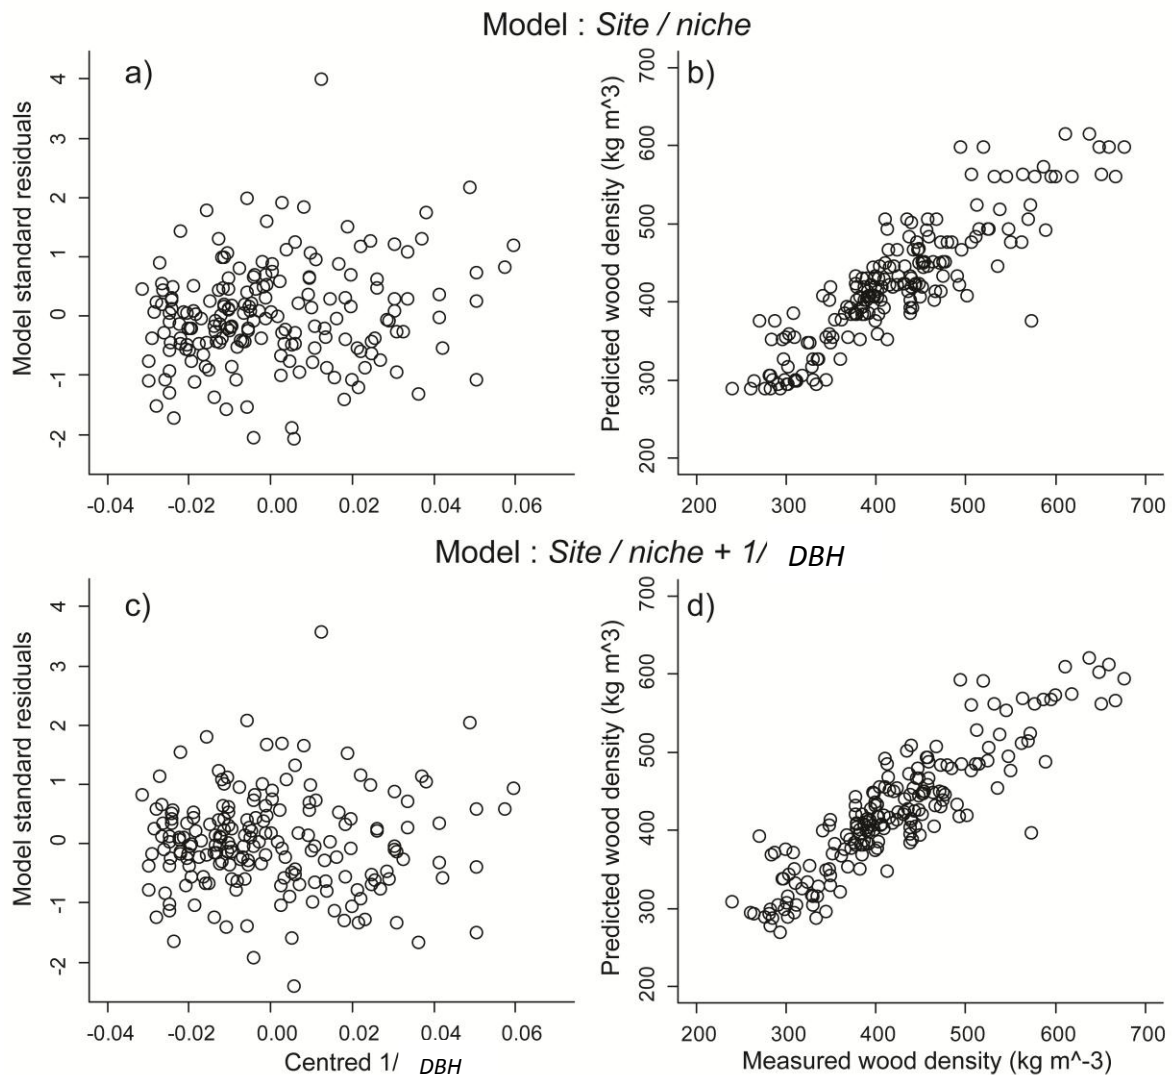 Model : Site / niche
a)
Model standard residuals
4
3
2
1
0
-1
-2
-0.04 -0.02 0.00 0.02 0.04 0.06
b)
Predicted wood density (kg m^3)
700
600
500
400
300
200
200 300 400 500 600 700
Model : Site / niche + 1/ DBH
c)
Model standard residuals
4
3
2
1
0
-1
-2
-0.04 -0.02 0.00 0.02 0.04 0.06
Centred 1/ DBH
d)
Predicted wood density (kg m^3)
700
600
500
400
300
200
200 300 400 500 600 700
Measured wood density (kg m^-3)